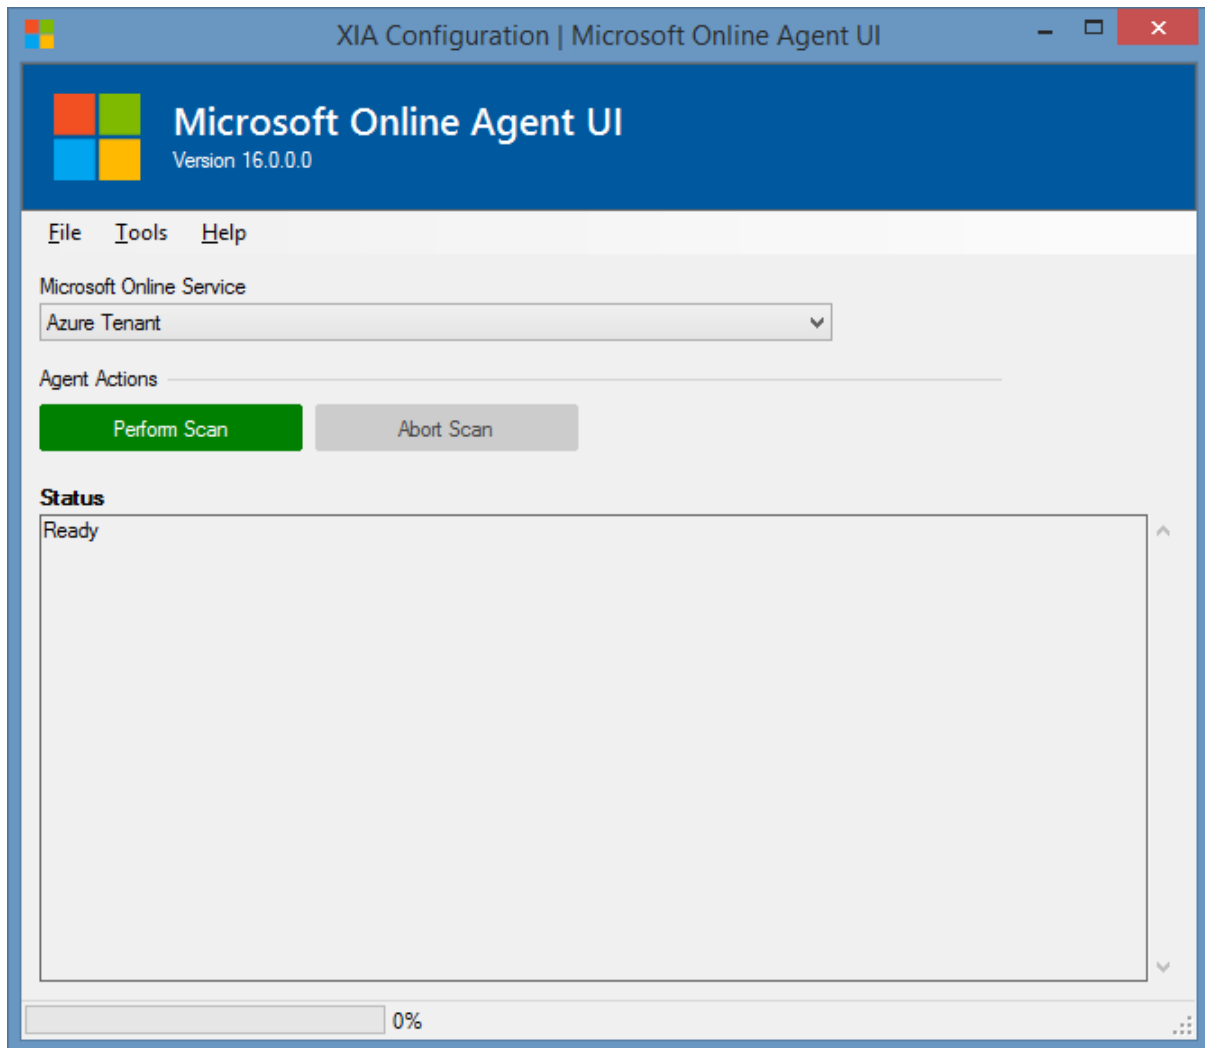 XIA Configuration | Microsoft Online Agent UI
Microsoft Online Agent UI
Version 16.0.0.0
File Tools Help
Microsoft Online Service
Azure Tenant
Agent Actions
Perform Scan Abort Scan
Status
Ready
0%